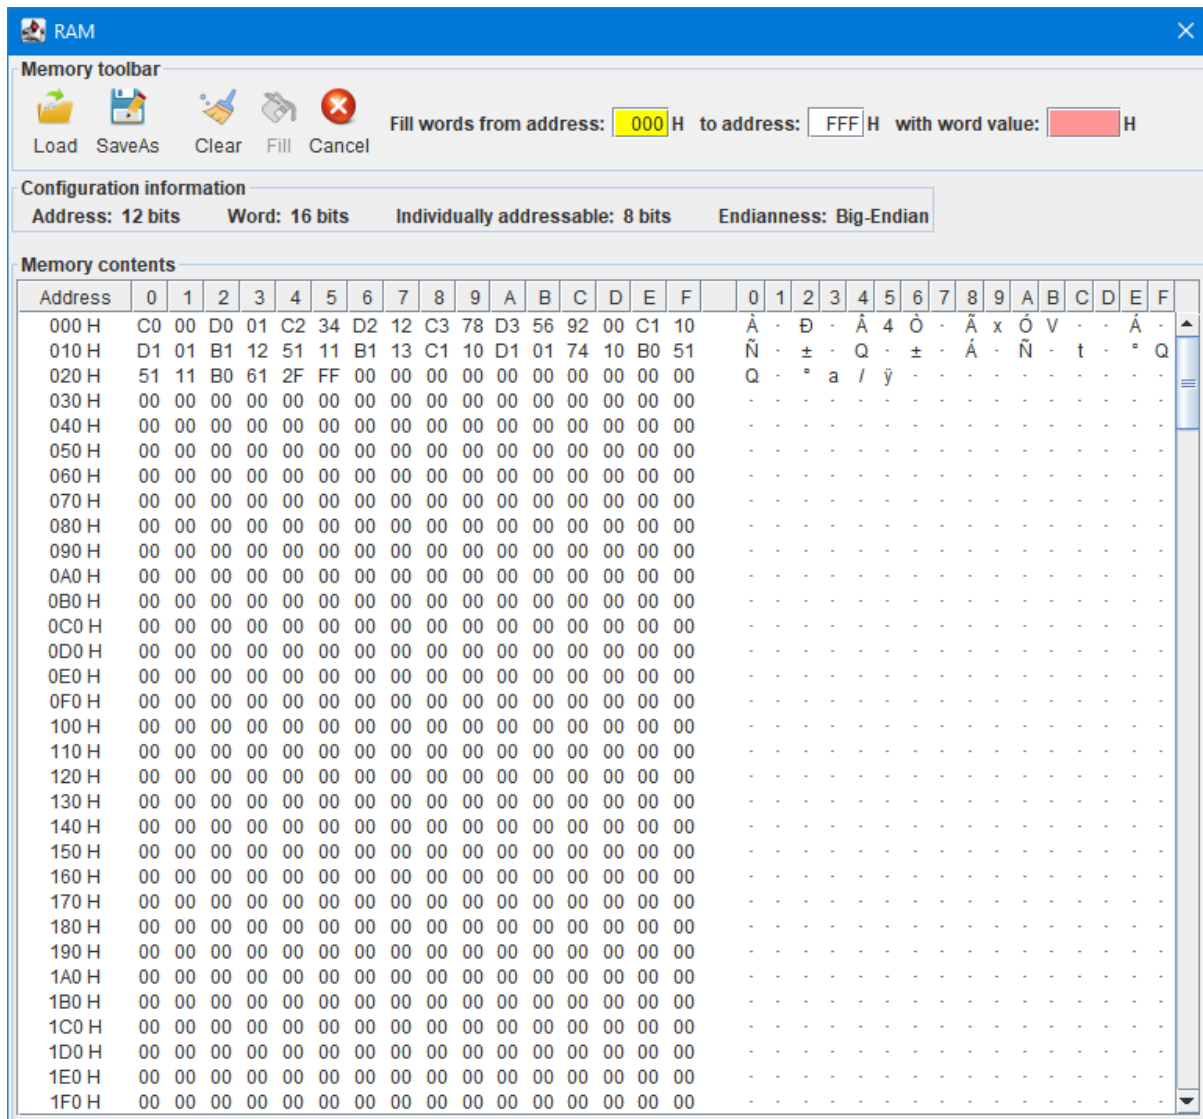 RAM
Memory toolbar
Load SaveAs Clear Fill Cancel Fill words from address: 000 H to address: FFF H with word value: H
Configuration information
Address: 12 bits Word: 16 bits Individually addressable: 8 bits Endianness: Big-Endian
Memory contents
Address 0 1 2 3 4 5 6 7 8 9 A B C D E F 0 1 2 3 4 5 6 7 8 9 A B C D E F
000 H C0 00 D0 01 C2 34 D2 12 C3 78 D3 56 92 00 C1 10 À · Ð · Â 4 Ò · Ã x Ó V · · Á ·
010 H D1 01 B1 12 51 11 B1 13 C1 10 D1 01 74 10 B0 51 Ñ · ± · Q · ± · Á · Ñ · t · ° Q
020 H 51 11 B0 61 2F FF 00 00 00 00 00 00 00 00 00 00 Q · ° a / ÿ · · · · · · · · · ·
030 H 00 00 00 00 00 00 00 00 00 00 00 00 00 00 00 00 · · · · · · · · · · · · · · · ·
040 H 00 00 00 00 00 00 00 00 00 00 00 00 00 00 00 00 · · · · · · · · · · · · · · · ·
050 H 00 00 00 00 00 00 00 00 00 00 00 00 00 00 00 00 · · · · · · · · · · · · · · · ·
060 H 00 00 00 00 00 00 00 00 00 00 00 00 00 00 00 00 · · · · · · · · · · · · · · · ·
070 H 00 00 00 00 00 00 00 00 00 00 00 00 00 00 00 00 · · · · · · · · · · · · · · · ·
080 H 00 00 00 00 00 00 00 00 00 00 00 00 00 00 00 00 · · · · · · · · · · · · · · · ·
090 H 00 00 00 00 00 00 00 00 00 00 00 00 00 00 00 00 · · · · · · · · · · · · · · · ·
0A0 H 00 00 00 00 00 00 00 00 00 00 00 00 00 00 00 00 · · · · · · · · · · · · · · · ·
0B0 H 00 00 00 00 00 00 00 00 00 00 00 00 00 00 00 00 · · · · · · · · · · · · · · · ·
0C0 H 00 00 00 00 00 00 00 00 00 00 00 00 00 00 00 00 · · · · · · · · · · · · · · · ·
0D0 H 00 00 00 00 00 00 00 00 00 00 00 00 00 00 00 00 · · · · · · · · · · · · · · · ·
0E0 H 00 00 00 00 00 00 00 00 00 00 00 00 00 00 00 00 · · · · · · · · · · · · · · · ·
0F0 H 00 00 00 00 00 00 00 00 00 00 00 00 00 00 00 00 · · · · · · · · · · · · · · · ·
100 H 00 00 00 00 00 00 00 00 00 00 00 00 00 00 00 00 · · · · · · · · · · · · · · · ·
110 H 00 00 00 00 00 00 00 00 00 00 00 00 00 00 00 00 · · · · · · · · · · · · · · · ·
120 H 00 00 00 00 00 00 00 00 00 00 00 00 00 00 00 00 · · · · · · · · · · · · · · · ·
130 H 00 00 00 00 00 00 00 00 00 00 00 00 00 00 00 00 · · · · · · · · · · · · · · · ·
140 H 00 00 00 00 00 00 00 00 00 00 00 00 00 00 00 00 · · · · · · · · · · · · · · · ·
150 H 00 00 00 00 00 00 00 00 00 00 00 00 00 00 00 00 · · · · · · · · · · · · · · · ·
160 H 00 00 00 00 00 00 00 00 00 00 00 00 00 00 00 00 · · · · · · · · · · · · · · · ·
170 H 00 00 00 00 00 00 00 00 00 00 00 00 00 00 00 00 · · · · · · · · · · · · · · · ·
180 H 00 00 00 00 00 00 00 00 00 00 00 00 00 00 00 00 · · · · · · · · · · · · · · · ·
190 H 00 00 00 00 00 00 00 00 00 00 00 00 00 00 00 00 · · · · · · · · · · · · · · · ·
1A0 H 00 00 00 00 00 00 00 00 00 00 00 00 00 00 00 00 · · · · · · · · · · · · · · · ·
1B0 H 00 00 00 00 00 00 00 00 00 00 00 00 00 00 00 00 · · · · · · · · · · · · · · · ·
1C0 H 00 00 00 00 00 00 00 00 00 00 00 00 00 00 00 00 · · · · · · · · · · · · · · · ·
1D0 H 00 00 00 00 00 00 00 00 00 00 00 00 00 00 00 00 · · · · · · · · · · · · · · · ·
1E0 H 00 00 00 00 00 00 00 00 00 00 00 00 00 00 00 00 · · · · · · · · · · · · · · · ·
1F0 H 00 00 00 00 00 00 00 00 00 00 00 00 00 00 00 00 · · · · · · · · · · · · · · · ·